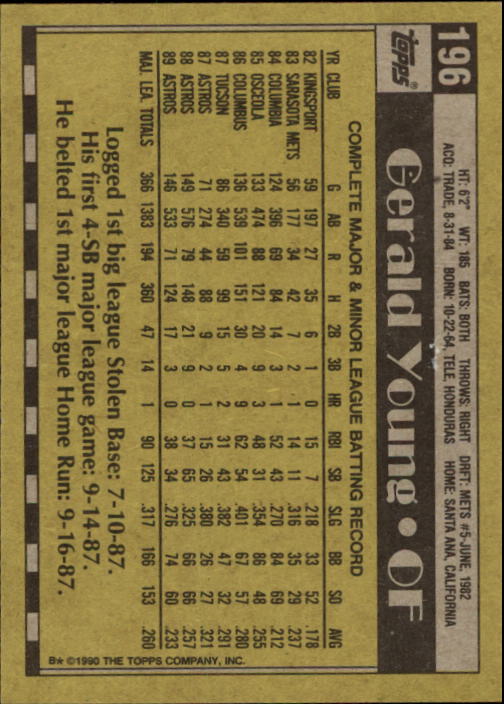 196
topps®
HT: 6'2" WT: 185 BATS: BOTH THROWS: RIGHT DRFT: METS #5-JUNE, 1982
ACQ: TRADE, 8-31-84 BORN: 10-22-64, TELE, HONDURAS HOME: SANTA ANA, CALIFORNIA
Gerald Young • OF
COMPLETE MAJOR & MINOR LEAGUE BATTING RECORD
YR CLUB G AB R H 2B 3B HR RBI SB SLG BB SO AVG
82 KINGSPORT 59 197 27 35 6 1 0 15 7 .218 33 52 .178
83 SARASOTA METS 56 177 34 42 7 2 1 14 11 .316 35 29 .237
84 COLUMBIA 124 396 69 84 14 3 1 52 43 .270 84 69 .212
85 OSCEOLA 133 474 88 121 20 9 3 48 31 .354 86 48 .255
86 COLUMBUS 136 539 101 151 30 4 9 62 54 .401 67 57 .280
87 TUCSON 86 340 59 99 15 5 2 31 43 .382 47 32 .291
87 ASTROS 71 274 44 88 9 2 1 15 26 .380 26 27 .321
88 ASTROS 149 576 79 148 21 9 0 37 65 .325 66 66 .257
89 ASTROS 146 533 71 124 17 3 0 38 34 .276 74 60 .233
MAJ. LEA. TOTALS 366 1383 194 360 47 14 1 90 125 .317 166 153 .260
Logged 1st big league Stolen Base: 7-10-87.
His first 4-SB major league game: 9-14-87.
He belted 1st major league Home Run: 9-16-87.
B★ ©1990 THE TOPPS COMPANY, INC.